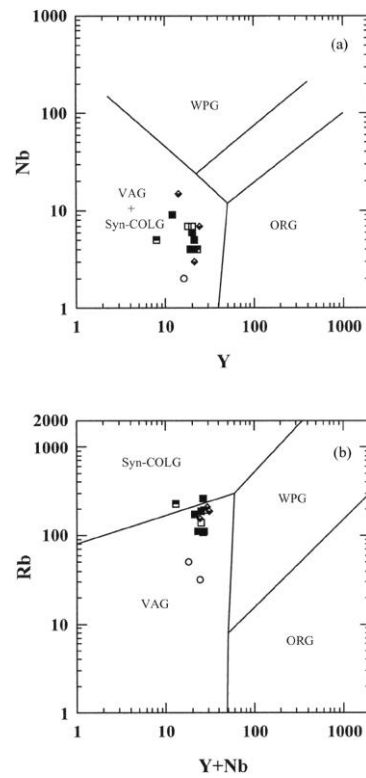 1000
(a)
WPG
100
Nb
VAG
+
10
Syn-COLG
ORG
1
1
10
100
1000
Y
2000
1000
Syn-COLG
(b)
WPG
100
Rb
VAG
10
ORG
1
1
10
100
1000
Y+Nb